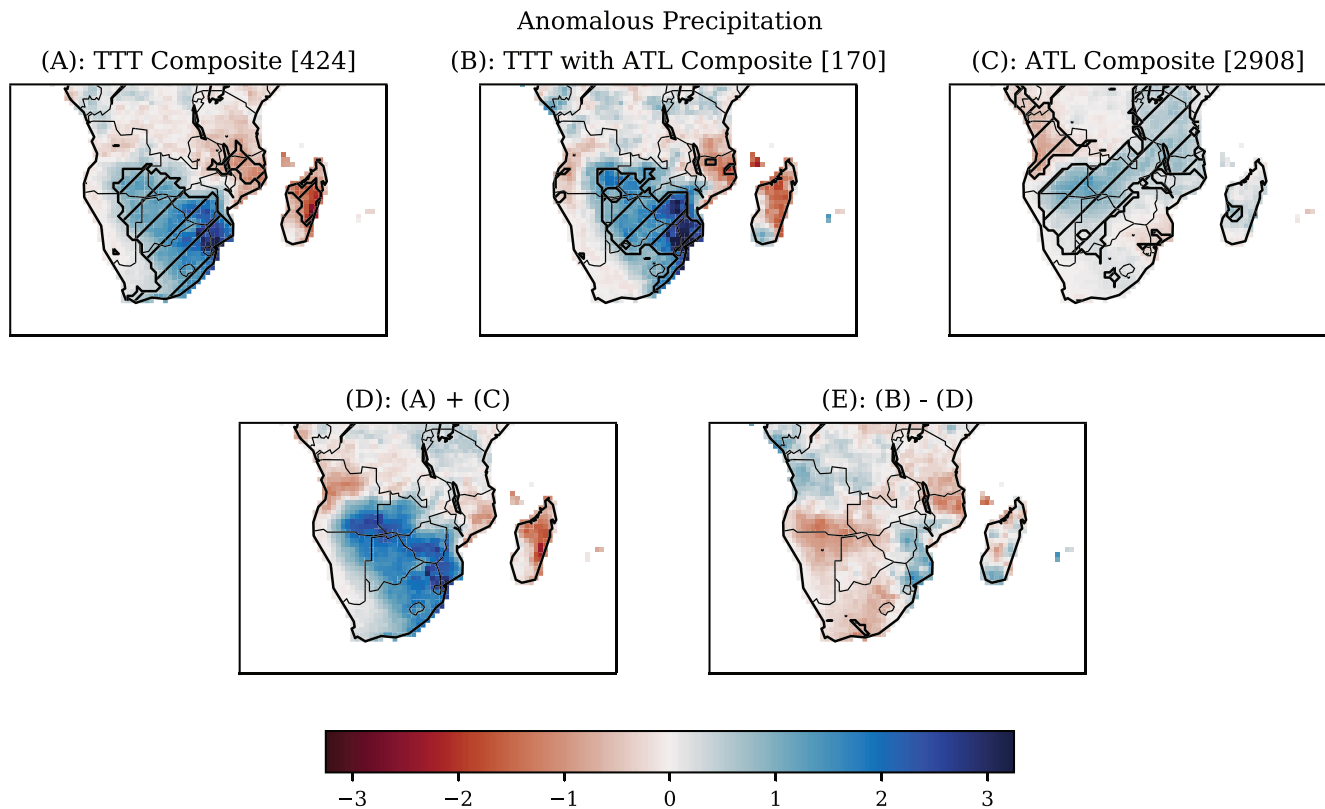 Anomalous Precipitation
(A): TTT Composite [424]
(B): TTT with ATL Composite [170]
(C): ATL Composite [2908]
(D): (A) + (C)
(E): (B) - (D)
−3 −2 −1 0 1 2 3